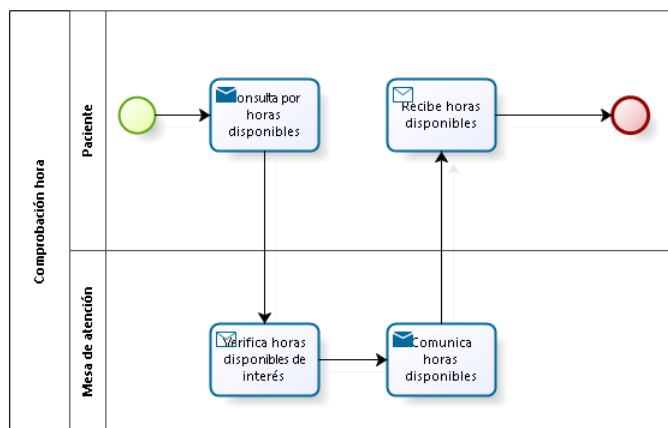 Comprobación hora
Paciente
Consulta por
horas
disponibles
Recibe horas
disponibles
Mesa de atención
Verifica horas
disponibles de
interés
Comunica
horas
disponibles